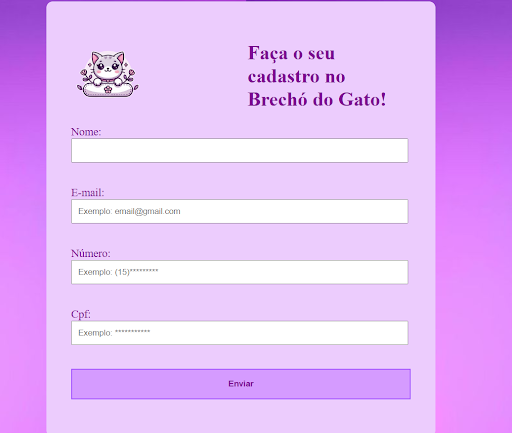 Faça o seu
cadastro no
Brechó do Gato!
Nome:
E-mail:
Exemplo: email@gmail.com
Número:
Exemplo: (15)*********
Cpf:
Exemplo: ***********
Enviar